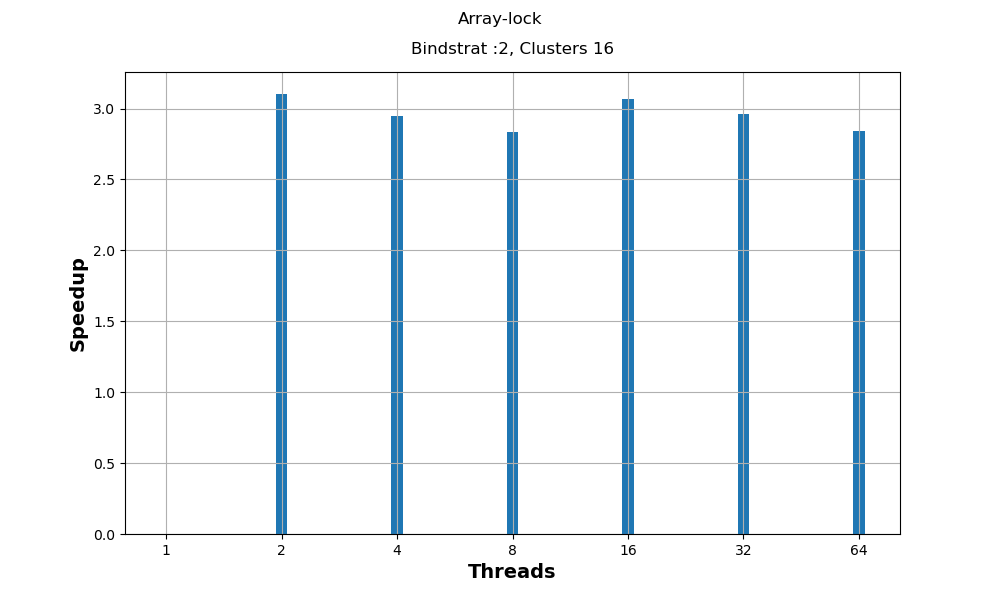 Array-lock
Bindstrat :2, Clusters 16
3.0
2.5
2.0
1.5
1.0
0.5
0.0
Speedup
1 2 4 8 16 32 64
Threads